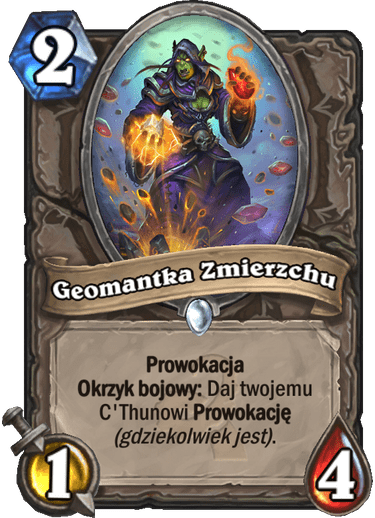 2
Geomantka Zmierzchu
Prowokacja
Okrzyk bojowy: Daj twojemu
C'Thunowi Prowokację
(gdziekolwiek jest).
1
4